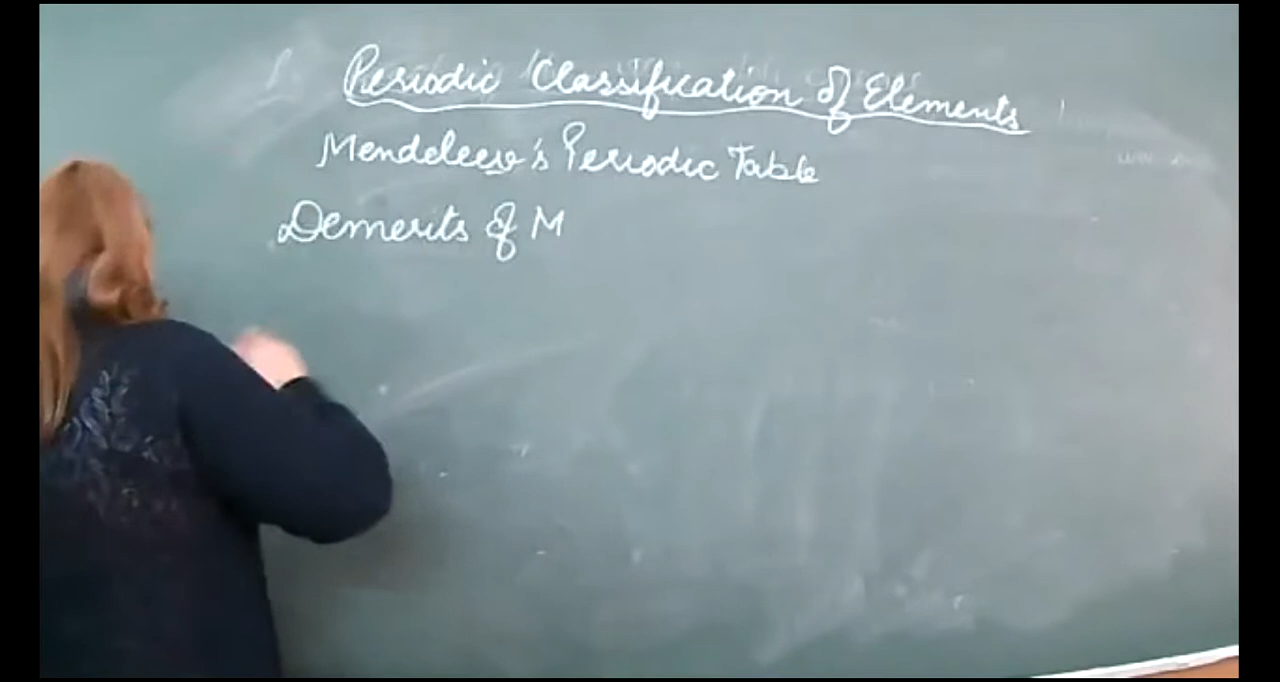 Periodic Classification of Elements
Mendeleev's Periodic Table
Demerits of M